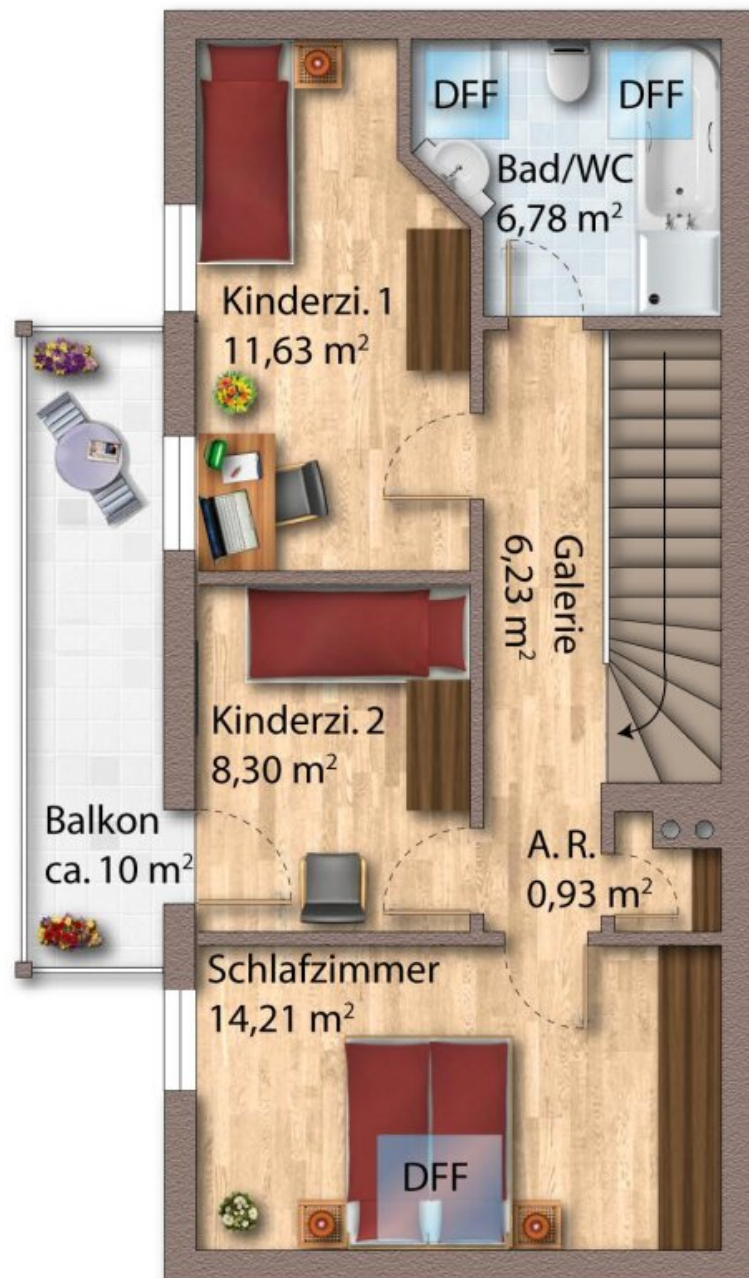 DFF
DFF
Bad/WC
6,78 m²
Kinderzi. 1
11,63 m²
Galerie
6,23 m²
Kinderzi. 2
8,30 m²
Balkon
ca. 10 m²
A. R.
0,93 m²
Schlafzimmer
14,21 m²
DFF